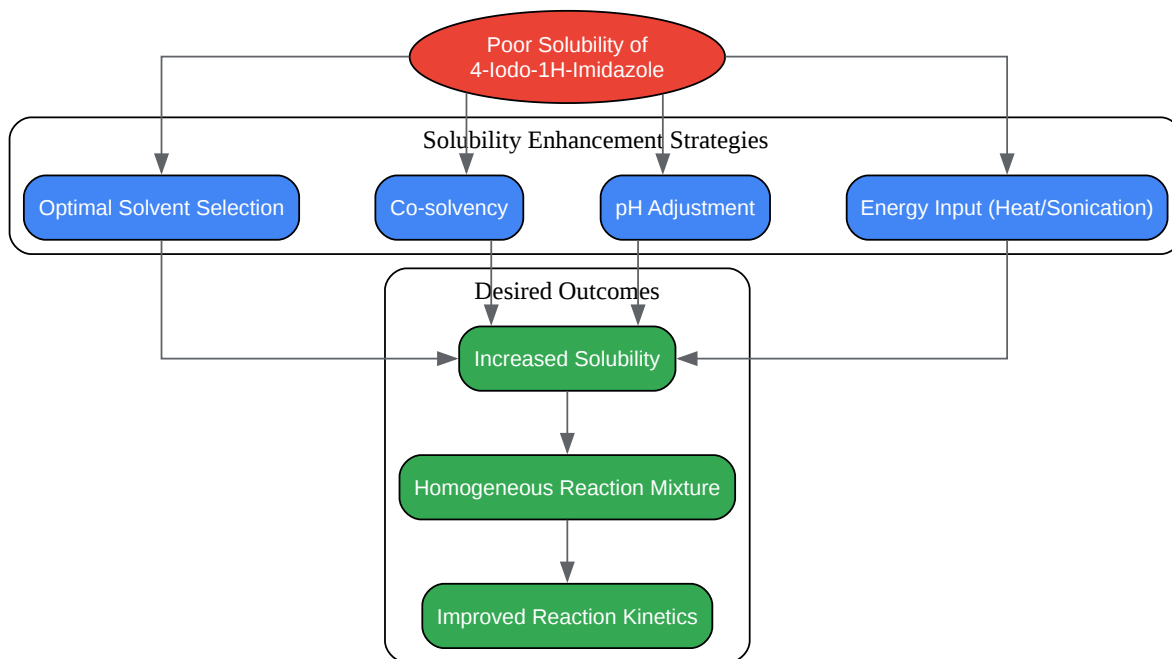 Poor Solubility of
4-Iodo-1H-Imidazole
Solubility Enhancement Strategies
Optimal Solvent Selection
Co-solvency
pH Adjustment
Energy Input (Heat/Sonication)
Desired Outcomes
Increased Solubility
Homogeneous Reaction Mixture
Improved Reaction Kinetics